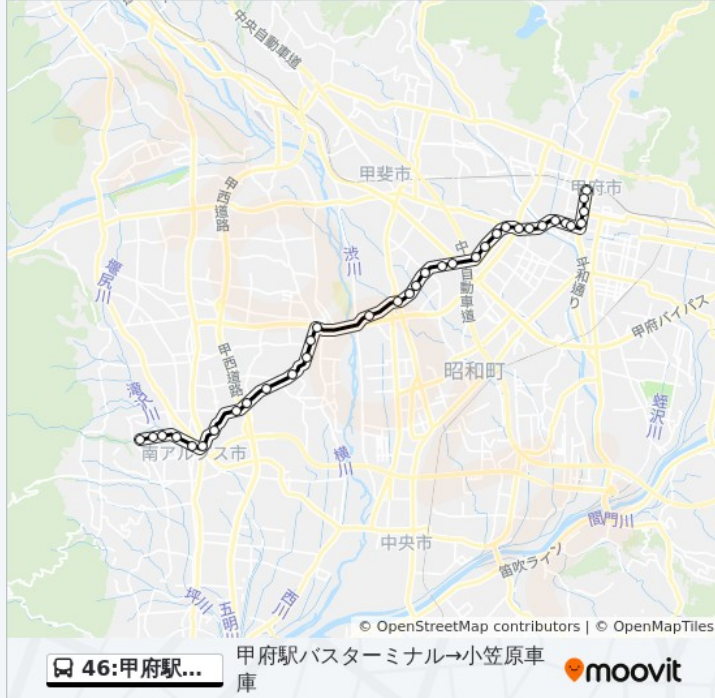 中央自動車道
甲斐市
甲府市
甲西道路
渋川
中
自動車道
平和通り
堰尻川
甲府バイパス
昭和町
甲西道路
滝沢川
蛭沢川
南アルプス市
横川
間門川
中央市
笛吹ライン
坪川
五明川
西川
© OpenStreetMap contributors | © OpenMapTiles
46:甲府駅...
甲府駅バスターミナル→小笠原車
庫
moovit